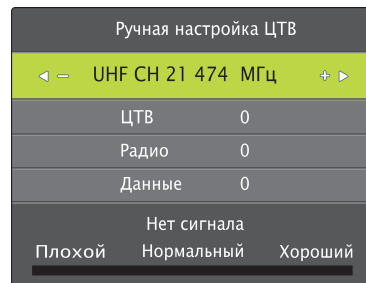 Ручная настройка ЦТВ
UHF CH 21 474 МГц
ЦТВ 0
Радио 0
Данные 0
Нет сигнала
Плохой Нормальный Хороший